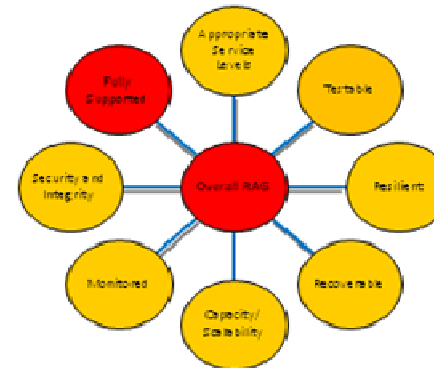 Appropriate
Service
Levels
Fully
Supported
Testable
Security and
Integrity
Overall RAG
Resilient
Monitored
Recoverable
Capacity/
Scalability